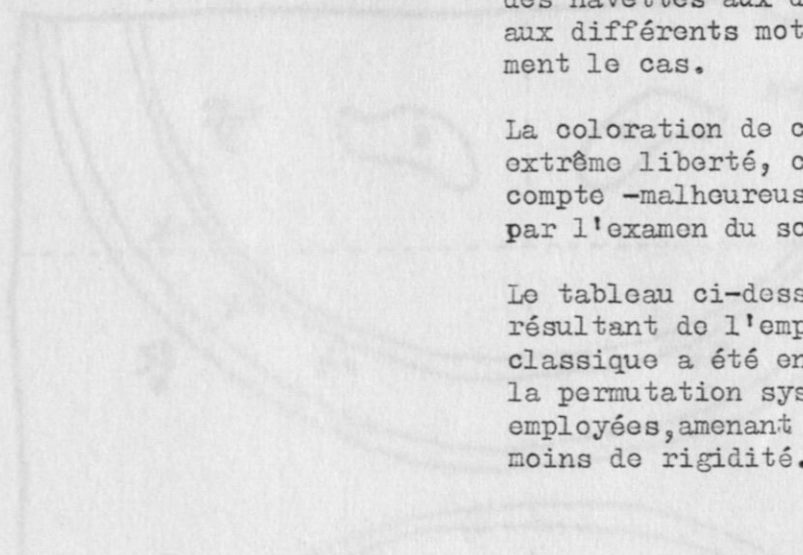 des navettes aux d
aux différents mot
ment le cas.
La coloration de c
extrême liberté, c
compte -malheureus
par l'examen du sc
Le tableau ci-dess
résultant de l'emp
classique a été en
la permutation sys
employées,amenant
moins de rigidité.